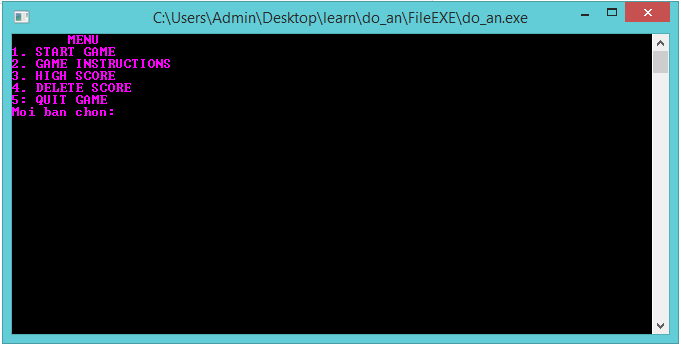 C:\Users\Admin\Desktop\learn\do_an\FileEXE\do_an.exe
MENU
1. START GAME
2. GAME INSTRUCTIONS
3. HIGH SCORE
4. DELETE SCORE
5: QUIT GAME
Moi ban chon: